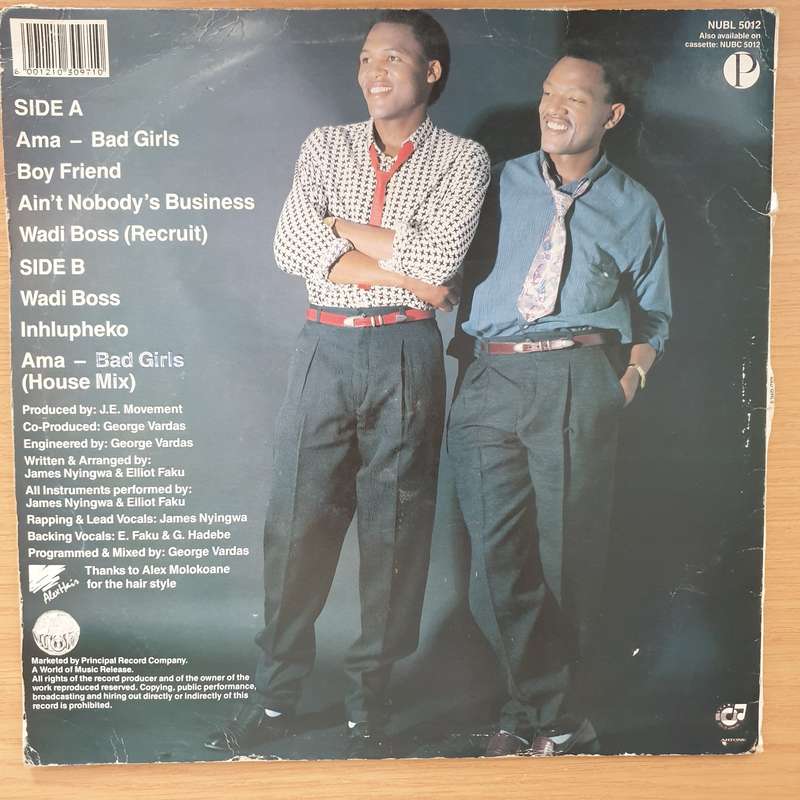 NUBL 5012
Also available on
cassette: NUBC 5012
P
6 001210 309710
SIDE A
Ama – Bad Girls
Boy Friend
Ain't Nobody's Business
Wadi Boss (Recruit)
SIDE B
Wadi Boss
Inhlupheko
Ama – Bad Girls
(House Mix)
Produced by: J.E. Movement
Co-Produced: George Vardas
Engineered by: George Vardas
Written & Arranged by:
James Nyingwa & Elliot Faku
All Instruments performed by:
James Nyingwa & Elliot Faku
Rapping & Lead Vocals: James Nyingwa
Backing Vocals: E. Faku & G. Hadebe
Programmed & Mixed by: George Vardas
Thanks to Alex Molokoane
for the hair style
Alex Hair
Marketed by Principal Record Company.
A World of Music Release.
All rights of the record producer and of the owner of the
work reproduced reserved. Copying, public performance,
broadcasting and hiring out directly or indirectly of this
record is prohibited.